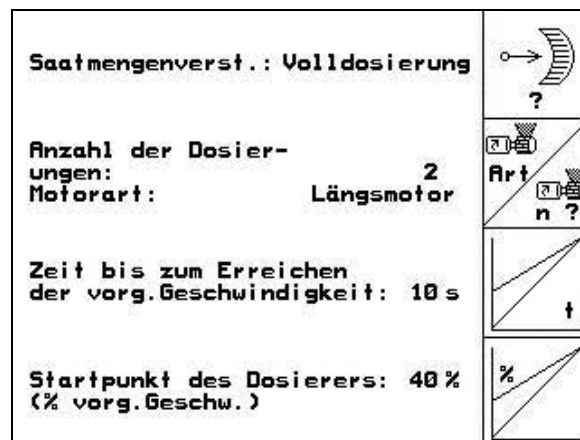 Saatmengenverst.: Volldosierung
?
Anzahl der Dosier-
ungen: 2
Motorart: Längsmotor
Art
n ?
Zeit bis zum Erreichen
der vorg.Geschwindigkeit: 10 s
t
Startpunkt des Dosierers: 40 %
(% vorg.Geschw.)
%